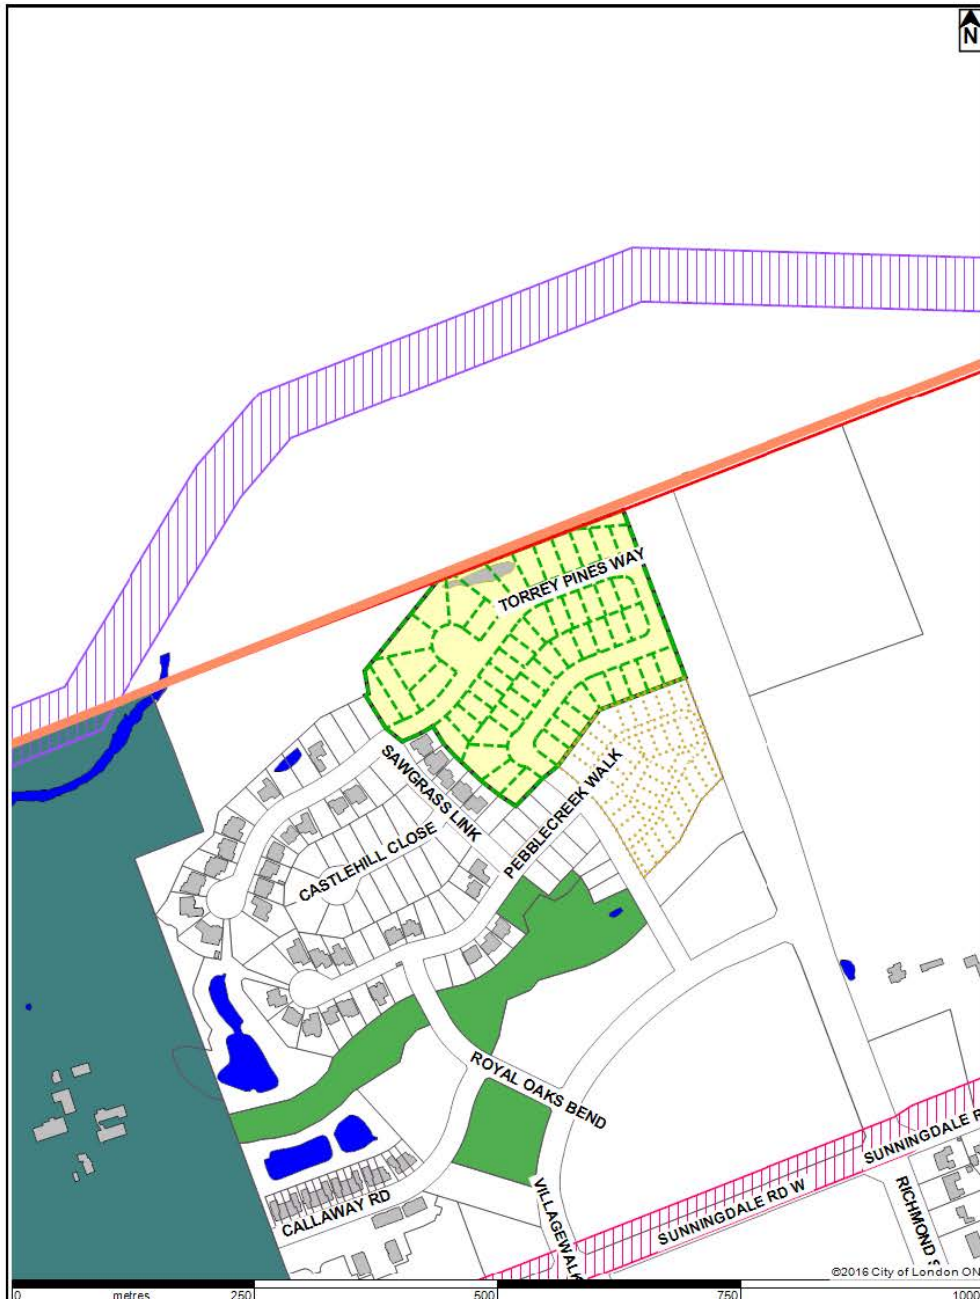 N
TORREY PINES WAY
SAWGRASS LINK
PEBBLECREEK WALK
CASTLEHILL CLOSE
ROYAL OAKS BEND
SUNNINGDALE R
CALLAWAY RD
VILLAGEWALK
SUNNINGDALE RD W
RICHMOND S
©2016 City of London ON
0 metres 250 500 750 1000